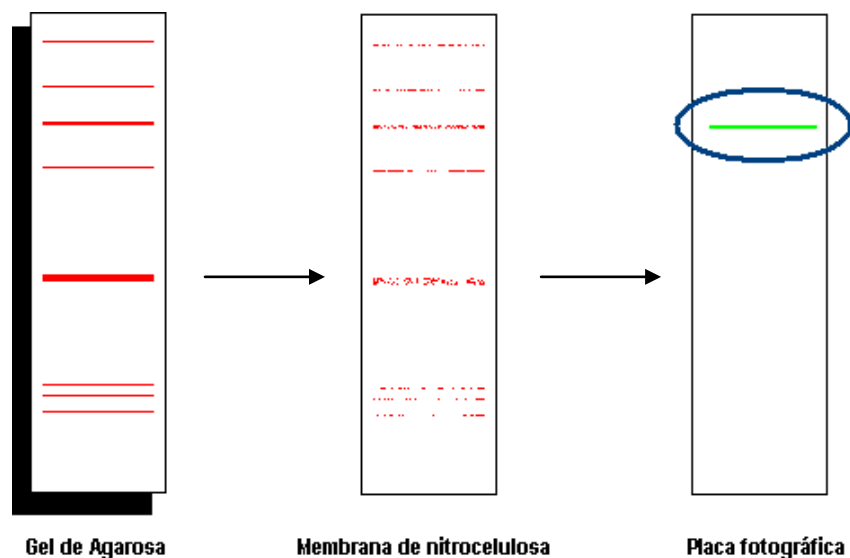 Gel de Agarosa
Membrana de nitrocelulosa
Placa fotográfica